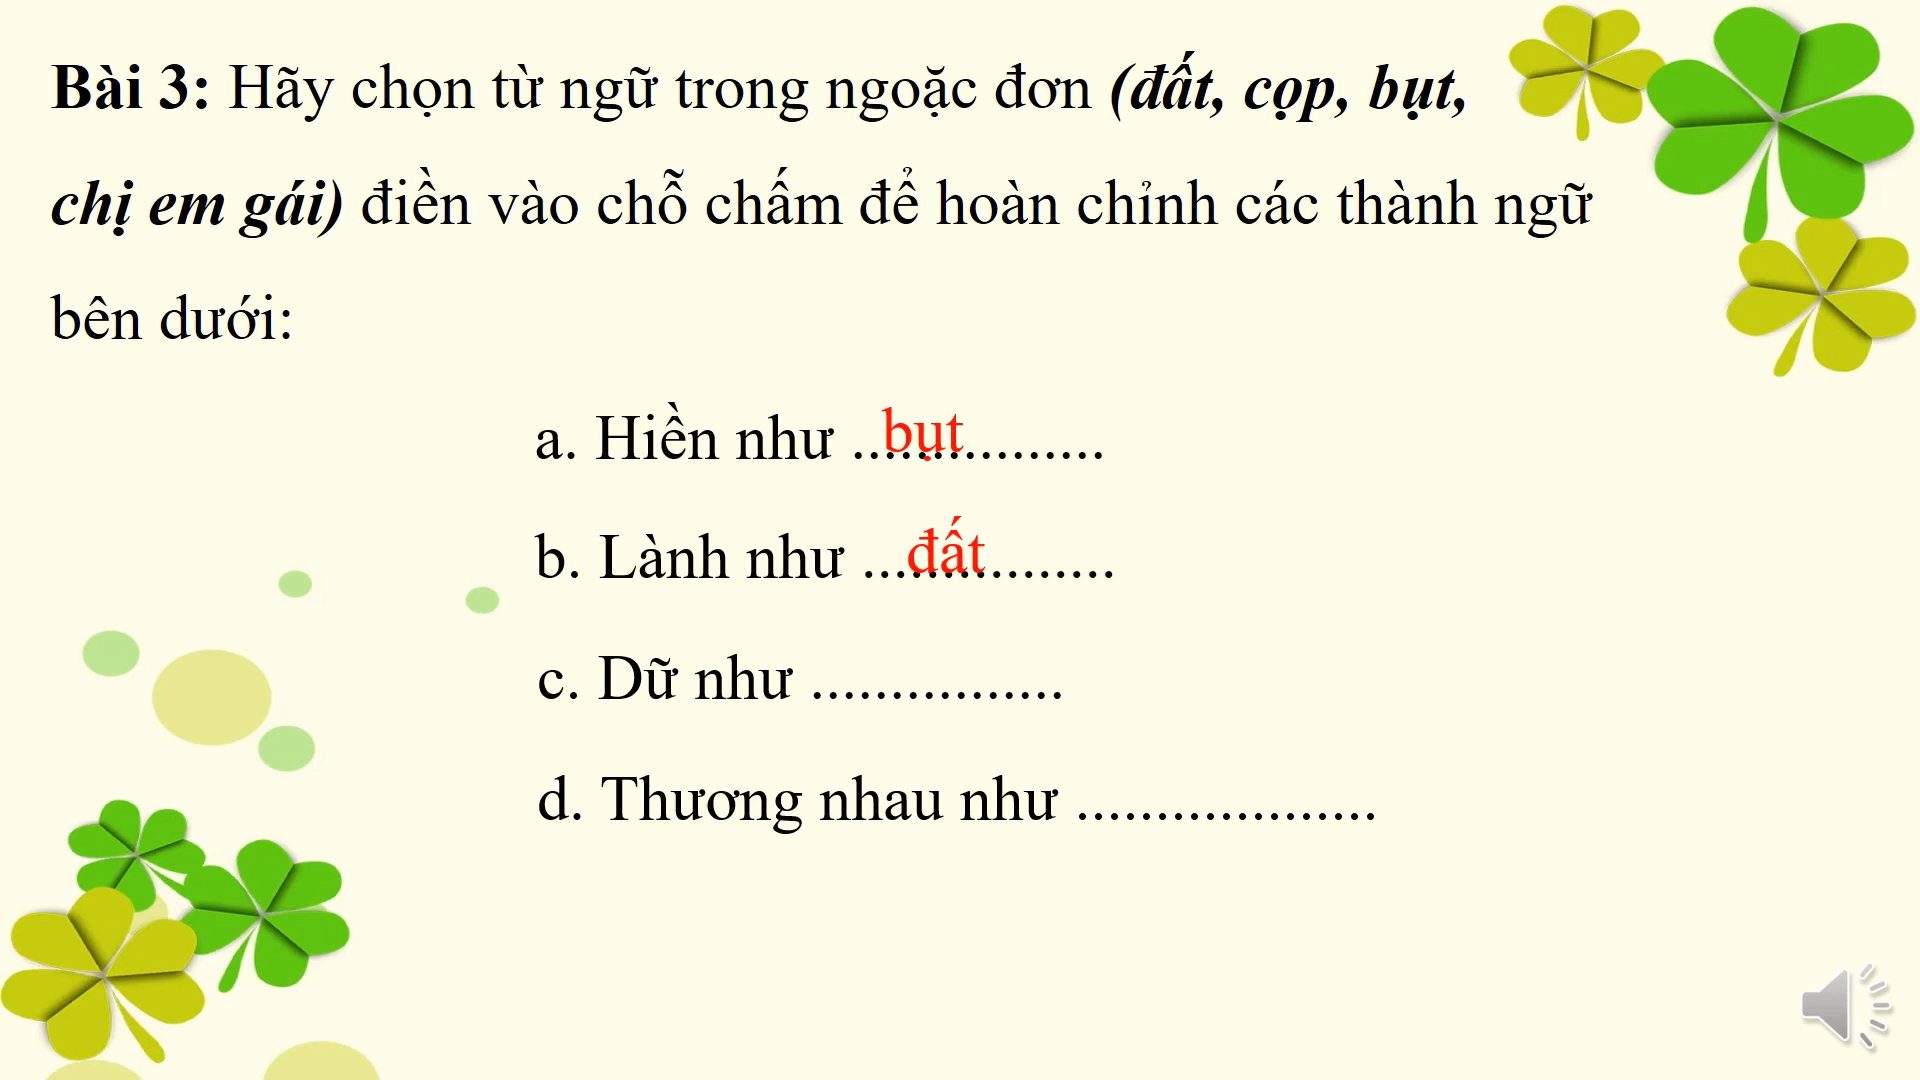 Bài 3: Hãy chọn từ ngữ trong ngoặc đơn (đất, cọp, bụt,
chị em gái) điền vào chỗ chấm để hoàn chỉnh các thành ngữ
bên dưới:
a. Hiền như ...bụt.............
b. Lành như ...đất.............
c. Dữ như ................
d. Thương nhau như ...................